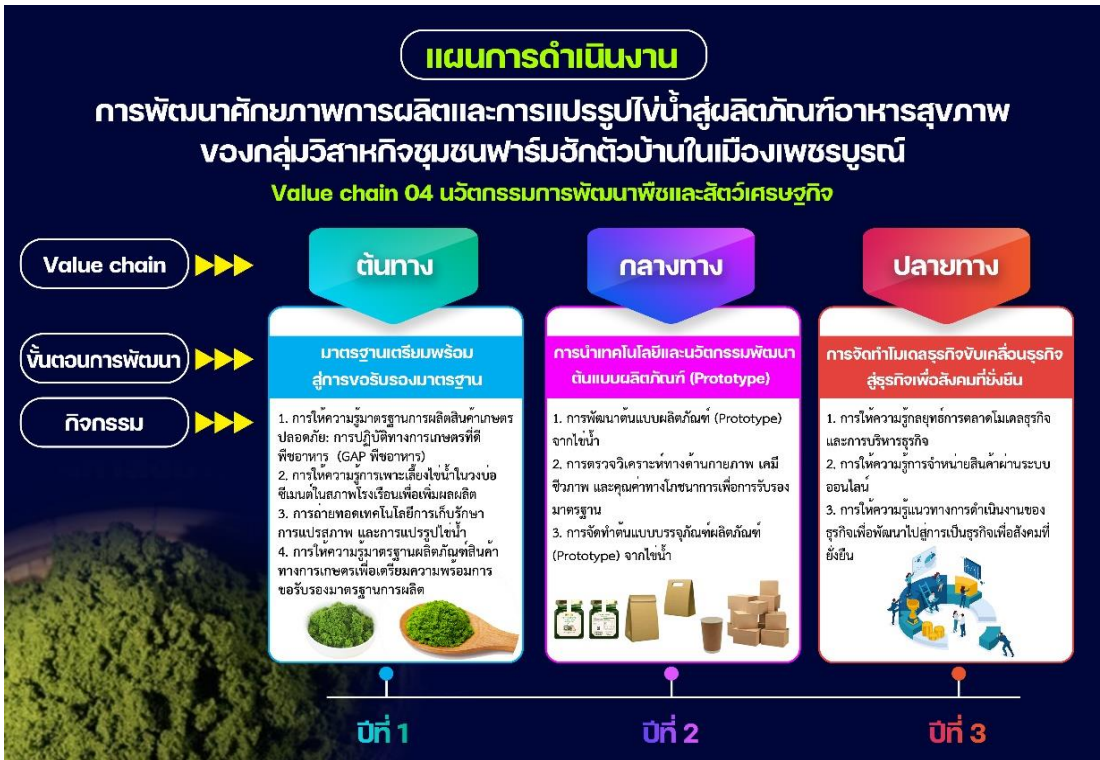 แผนการดำเนินงาน
การพัฒนาศักยภาพการผลิตและการแปรรูปไข่น้ำสู่ผลิตภัณฑ์อาหารสุขภาพ
ของกลุ่มวิสาหกิจชุมชนฟาร์มฮักตัวบ้านในเมืองเพชรบูรณ์
Value chain 04 นวัตกรรมการพัฒนาพืชและสัตว์เศรษฐกิจ
Value chain
ต้นทาง
กลางทาง
ปลายทาง
ขั้นตอนการพัฒนา
มาตรฐานเตรียมพร้อม
สู่การขอรับรองมาตรฐาน
การนำเทคโนโลยีและนวัตกรรมพัฒนา
ต้นแบบผลิตภัณฑ์ (Prototype)
การจัดทำโมเดลธุรกิจขับเคลื่อนธุรกิจ
สู่ธุรกิจเพื่อสังคมที่ยั่งยืน
กิจกรรม
1. การให้ความรู้มาตรฐานการผลิตสินค้าเกษตร
ปลอดภัย: การปฏิบัติทางการเกษตรที่ดี
พืชอาหาร (GAP พืชอาหาร)
2. การให้ความรู้การเพาะเลี้ยงไข่น้ำในวงบ่อ
ซีเมนต์ในสภาพโรงเรือนเพื่อเพิ่มผลผลิต
3. การถ่ายทอดเทคโนโลยีการเก็บรักษา
การแปรสภาพ และการแปรรูปไข่น้ำ
4. การให้ความรู้มาตรฐานผลิตภัณฑ์สินค้า
ทางการเกษตรเพื่อเตรียมความพร้อมการ
ขอรับรองมาตรฐานการผลิต
1. การพัฒนาต้นแบบผลิตภัณฑ์ (Prototype)
จากไข่น้ำ
2. การตรวจวิเคราะห์ทางด้านกายภาพ เคมี
ชีวภาพ และคุณค่าทางโภชนาการเพื่อการรับรอง
มาตรฐาน
3. การจัดทำต้นแบบบรรจุภัณฑ์ผลิตภัณฑ์
(Prototype) จากไข่น้ำ
1. การให้ความรู้กลยุทธ์การตลาดโมเดลธุรกิจ
และการบริหารธุรกิจ
2. การให้ความรู้การจำหน่ายสินค้าผ่านระบบ
ออนไลน์
3. การให้ความรู้แนวทางการดำเนินงานของ
ธุรกิจเพื่อพัฒนาไปสู่การเป็นธุรกิจเพื่อสังคมที่
ยั่งยืน
ปีที่ 1
ปีที่ 2
ปีที่ 3